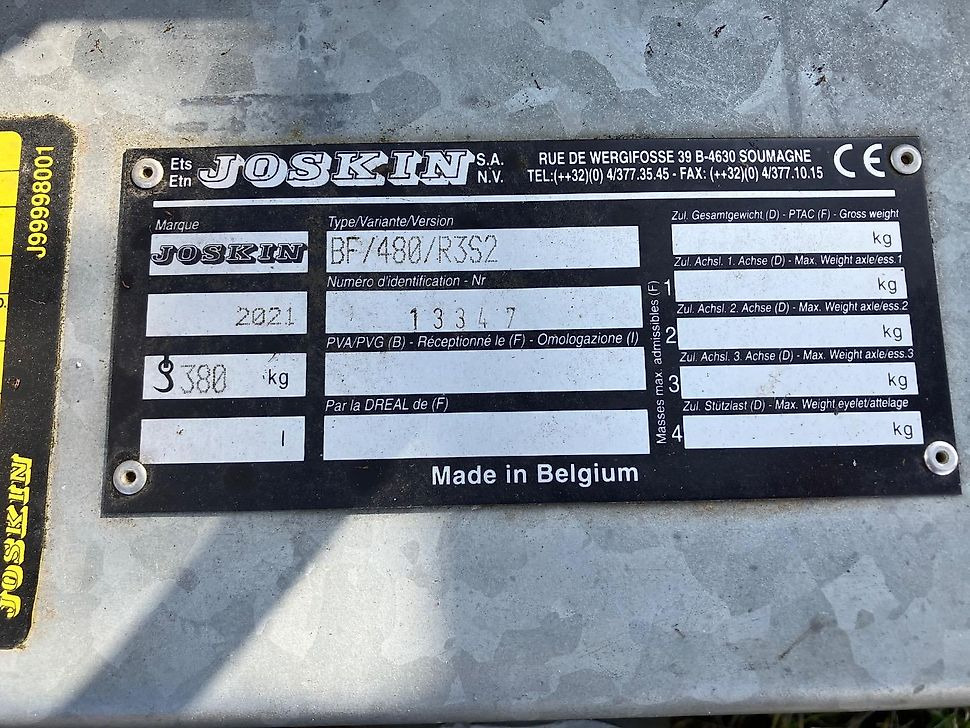 J99998001
JOSKIN
Ets
Etn
JOSKIN
S.A.
N.V.
RUE DE WERGIFOSSE 39 B-4630 SOUMAGNE
TEL:(++32)(0) 4/377.35.45 - FAX: (++32)(0) 4/377.10.15
CE
Marque
JOSKIN
2021
380 kg
l
Type/Variante/Version
BF/480/R3S2
Numéro d'identification - Nr
13347
PVA/PVG (B) - Réceptionné le (F) - Omologazione (I)
Par la DREAL de (F)
Masses max. admissibles (F)
Zul. Gesamtgewicht (D) - PTAC (F) - Gross weight
kg
Zul. Achsl. 1. Achse (D) - Max. Weight axle/ess.1
1 kg
Zul. Achsl. 2. Achse (D) - Max. Weight axle/ess.2
2 kg
Zul. Achsl. 3. Achse (D) - Max. Weight axle/ess.3
3 kg
Zul. Stützlast (D) - Max. Weight eyelet/attelage
4 kg
Made in Belgium